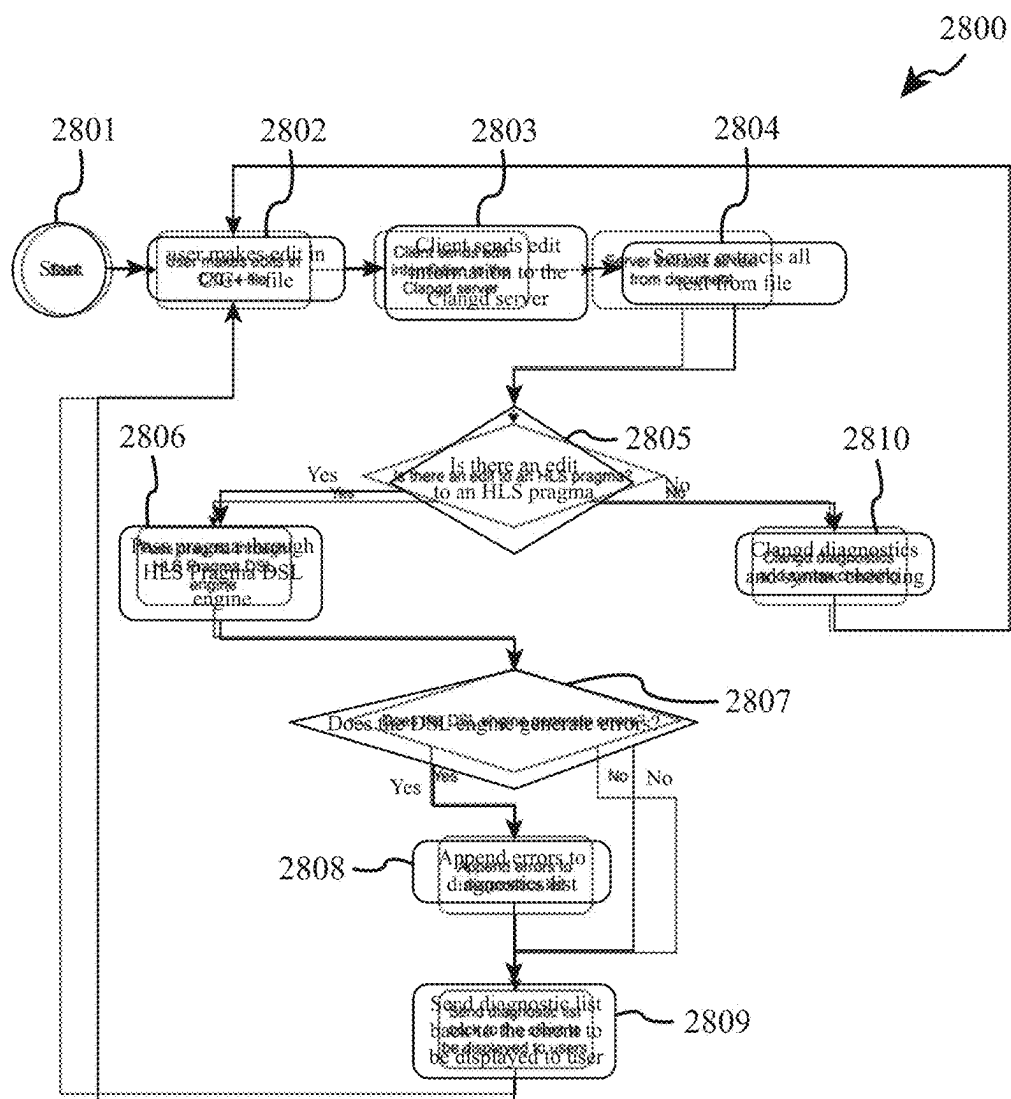 2800
2801
2802
2803
2804
Start
user makes edit in
C/C++ file
Client sends edit
information to the
Clangd server
Server extracts all
text from file
2805
2806
2810
Is there an edit
to an HLS pragma
Yes
Yes
No
No
Pass pragma through
HLS Pragma DSL
engine
Clangd diagnostics
and syntax checking
2807
Does the DSL engine generate errors?
Yes
Yes
No
No
2808
Append errors to
diagnostics list
Send diagnostic list
back to the client to
be displayed to user
2809